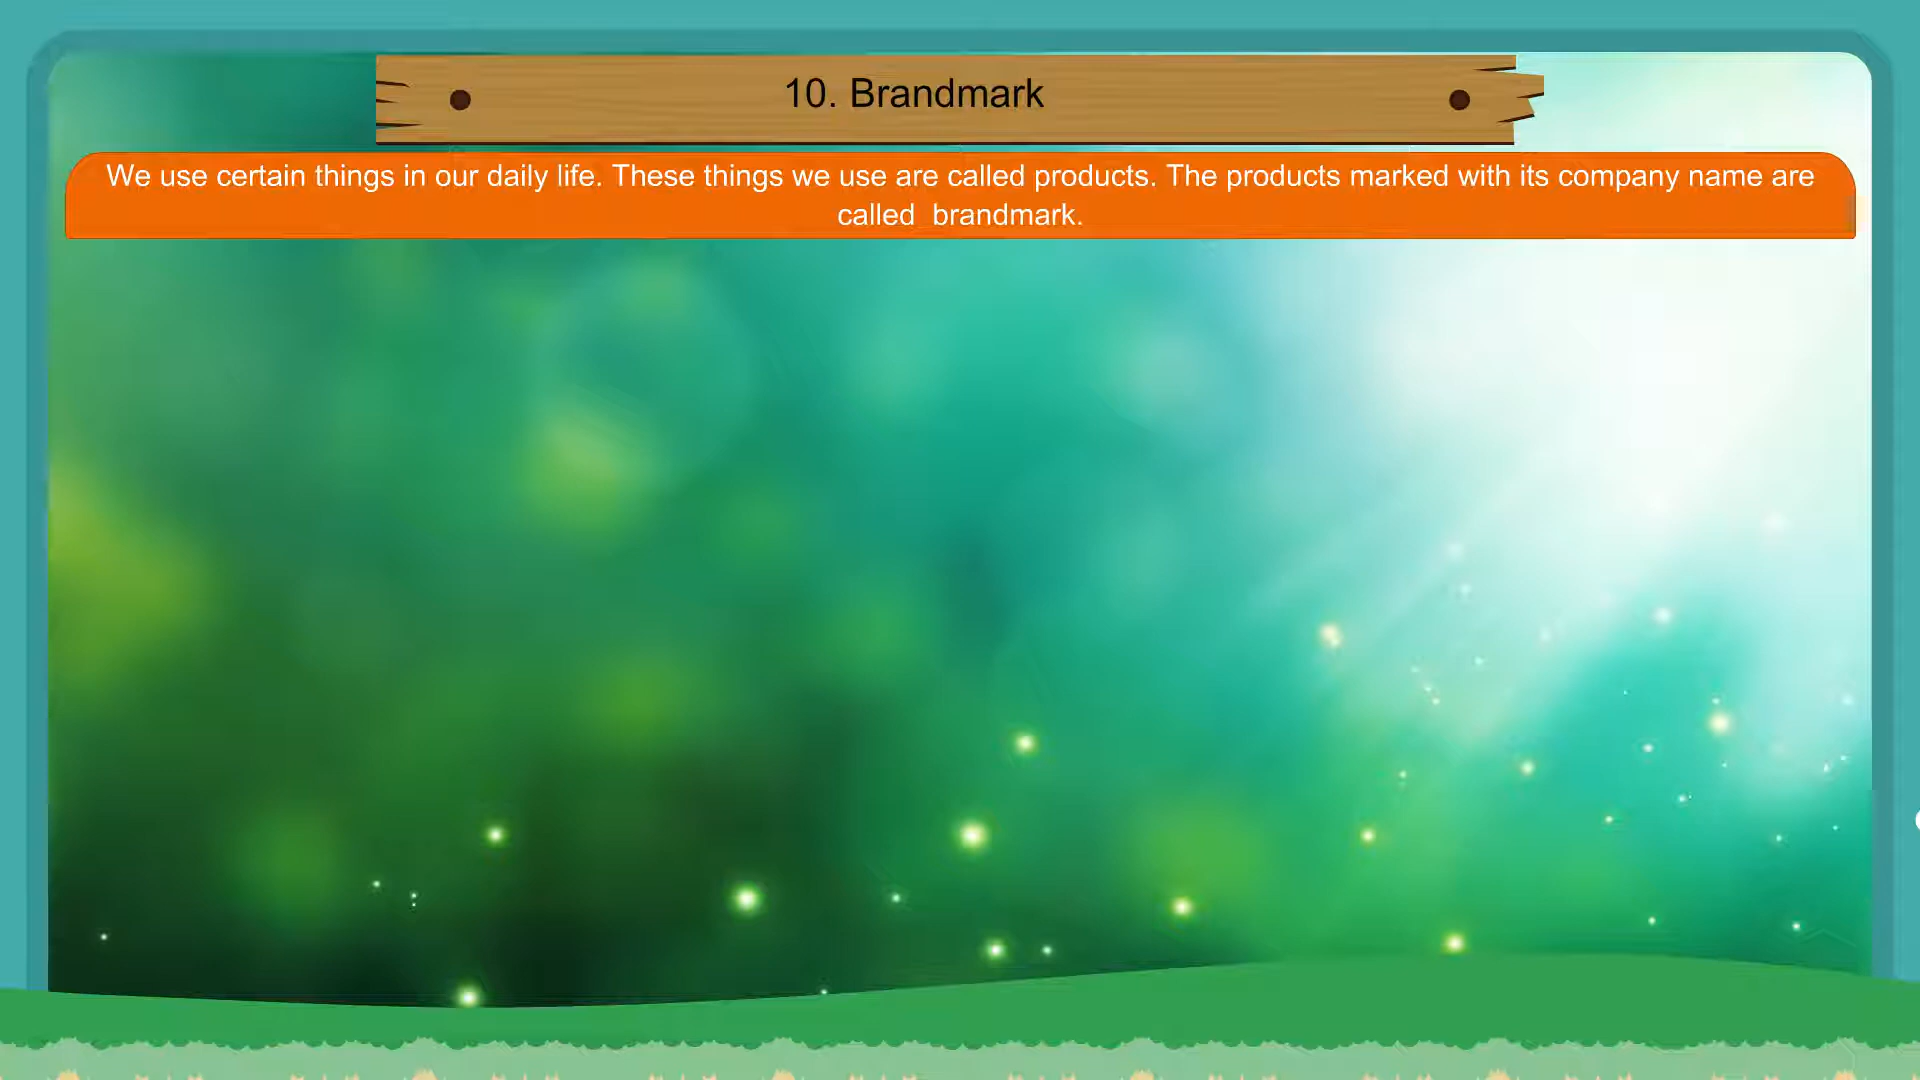 10. Brandmark
We use certain things in our daily life. These things we use are called products. The products marked with its company name are
called  brandmark.